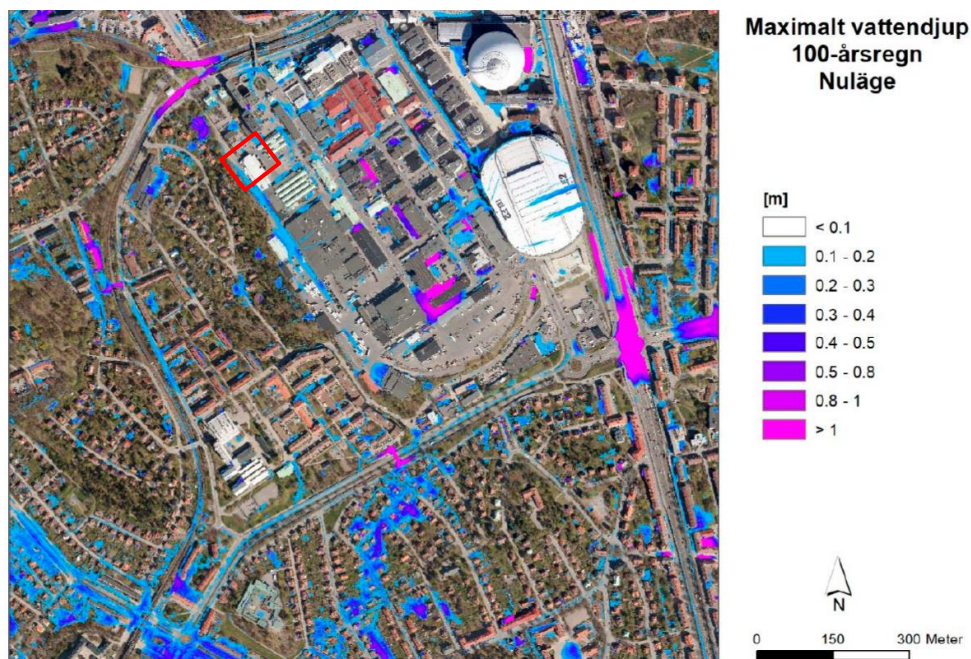 Maximalt vattendjup
100-årsregn
Nuläge
[m]
< 0.1
0.1 - 0.2
0.2 - 0.3
0.3 - 0.4
0.4 - 0.5
0.5 - 0.8
0.8 - 1
> 1
N
0 150 300 Meter
TELE2